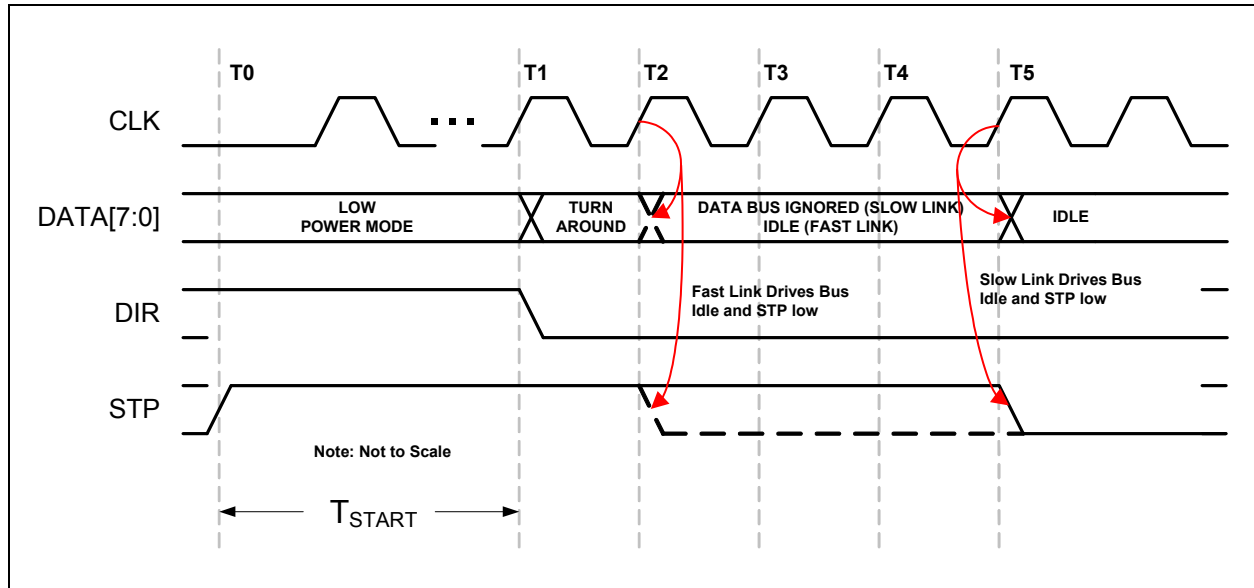 T0
T1
T2
T3
T4
T5
CLK
...
DATA[7:0]
LOW
POWER MODE
TURN
AROUND
DATA BUS IGNORED (SLOW LINK)
IDLE (FAST LINK)
IDLE
DIR
Fast Link Drives Bus
Idle and STP low
Slow Link Drives Bus
Idle and STP low
STP
Note: Not to Scale
TSTART